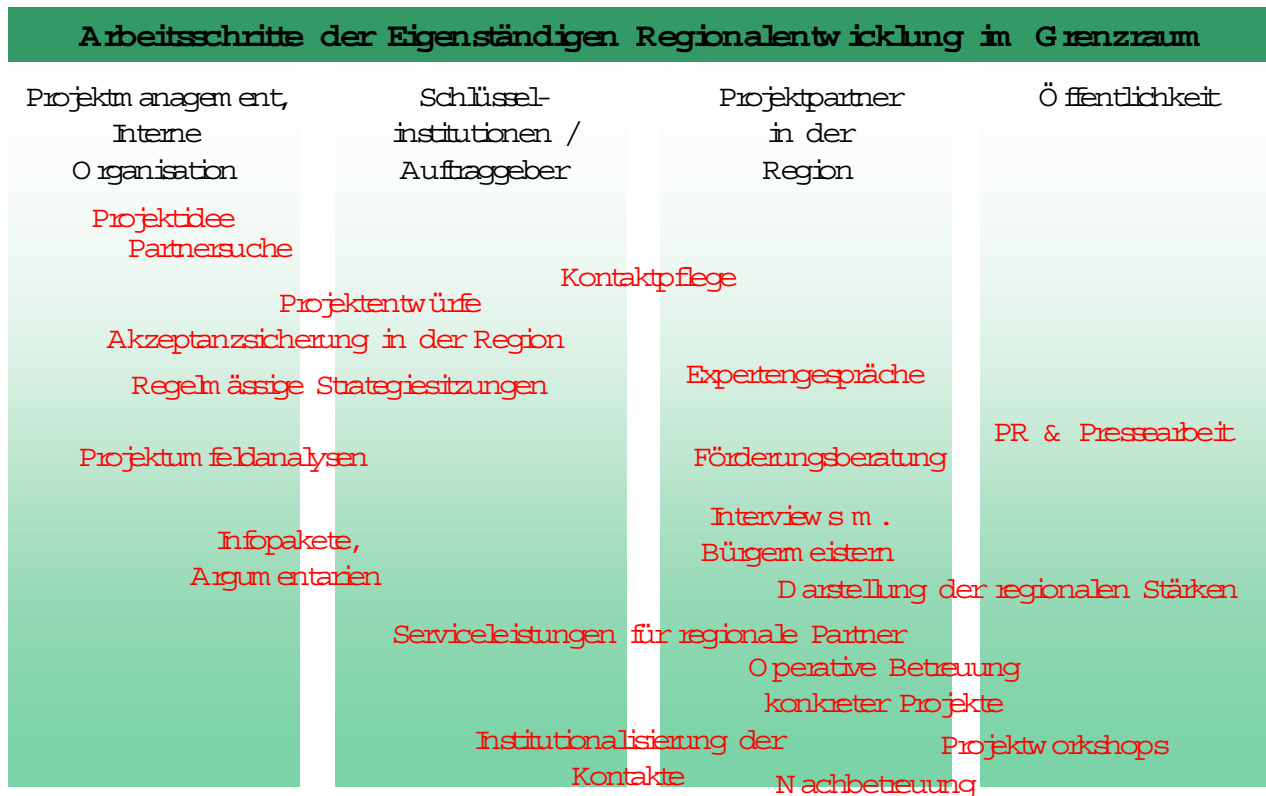 Arbeitsschritte der Eigenständigen Regionalentwicklung im Grenzraum
Projektmanagement,
Interne
Organisation
Schlüssel-
institutionen /
Auftraggeber
Projektpartner
in der
Region
Öffentlichkeit
Projektidee
Partnersuche
Kontaktpflege
Projektentwürfe
Akzeptanzsicherung in der Region
Regelmässige Strategiesitzungen
Expertengespräche
PR & Pressearbeit
Projektumfeldanalysen
Förderungsberatung
Interviews m.
Bürgermeistern
Infopakete,
Argumentarien
Darstellung der regionalen Stärken
Serviceleistungen für regionale Partner
Operative Betreuung
konkreter Projekte
Institutionalisierung der
Kontakte
Projektworkshops
Nachbetreuung